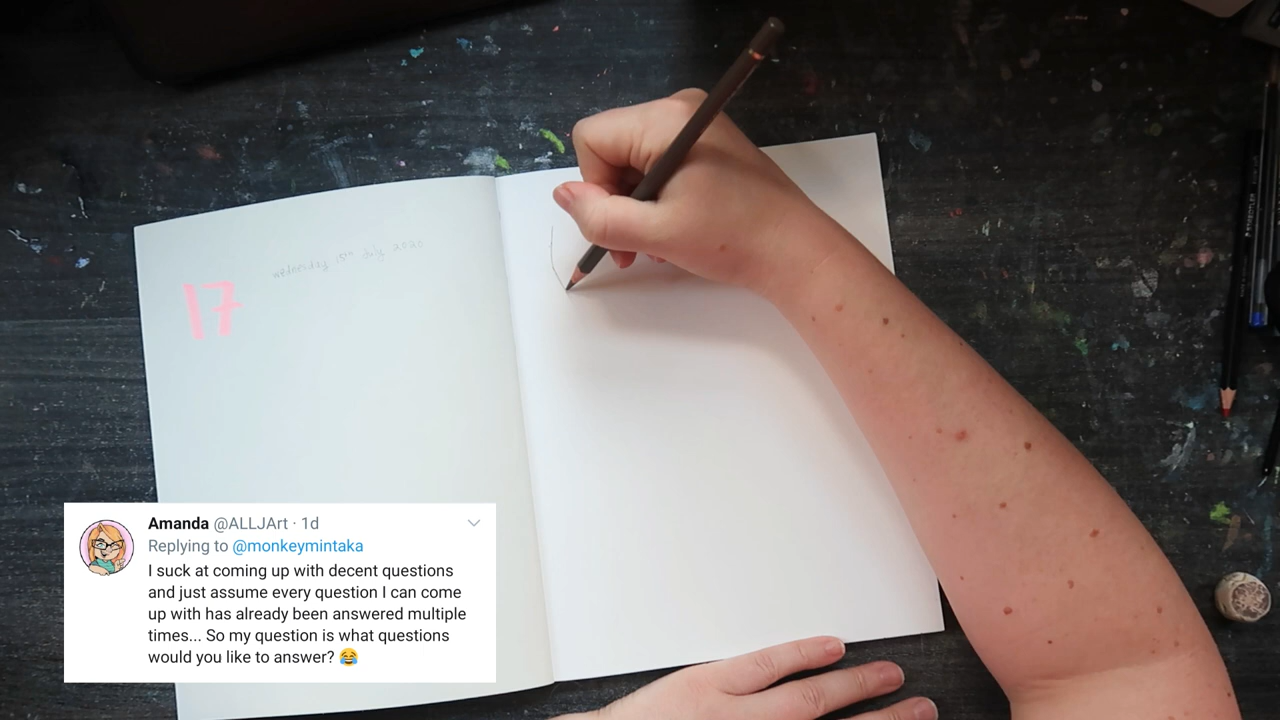 wednesday 15th July 2020
17
Amanda @ALLJArt · 1d
Replying to @monkeymintaka
I suck at coming up with decent questions
and just assume every question I can come
up with has already been answered multiple
times... So my question is what questions
would you like to answer? 😂
STAEDTLER